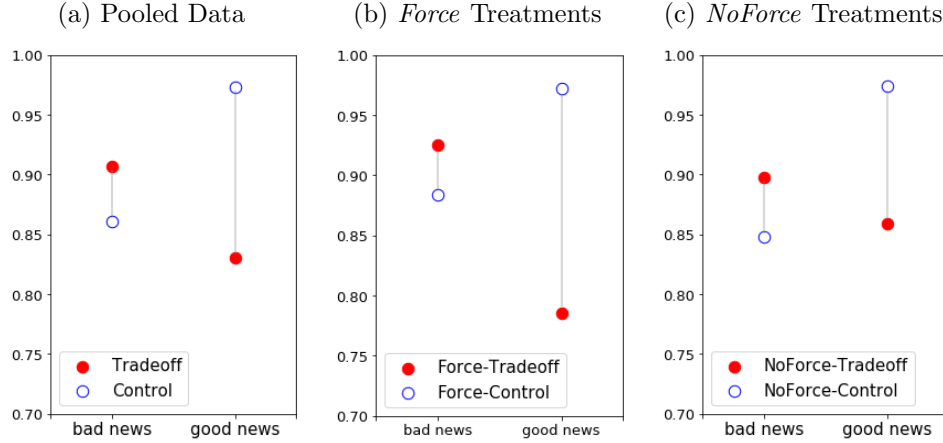 (a) Pooled Data
1.00
0.95
0.90
0.85
0.80
0.75
0.70
Tradeoff
Control
bad news good news
(b) Force Treatments
1.00
0.95
0.90
0.85
0.80
0.75
0.70
Force-Tradeoff
Force-Control
bad news good news
(c) NoForce Treatments
1.00
0.95
0.90
0.85
0.80
0.75
0.70
NoForce-Tradeoff
NoForce-Control
bad news good news